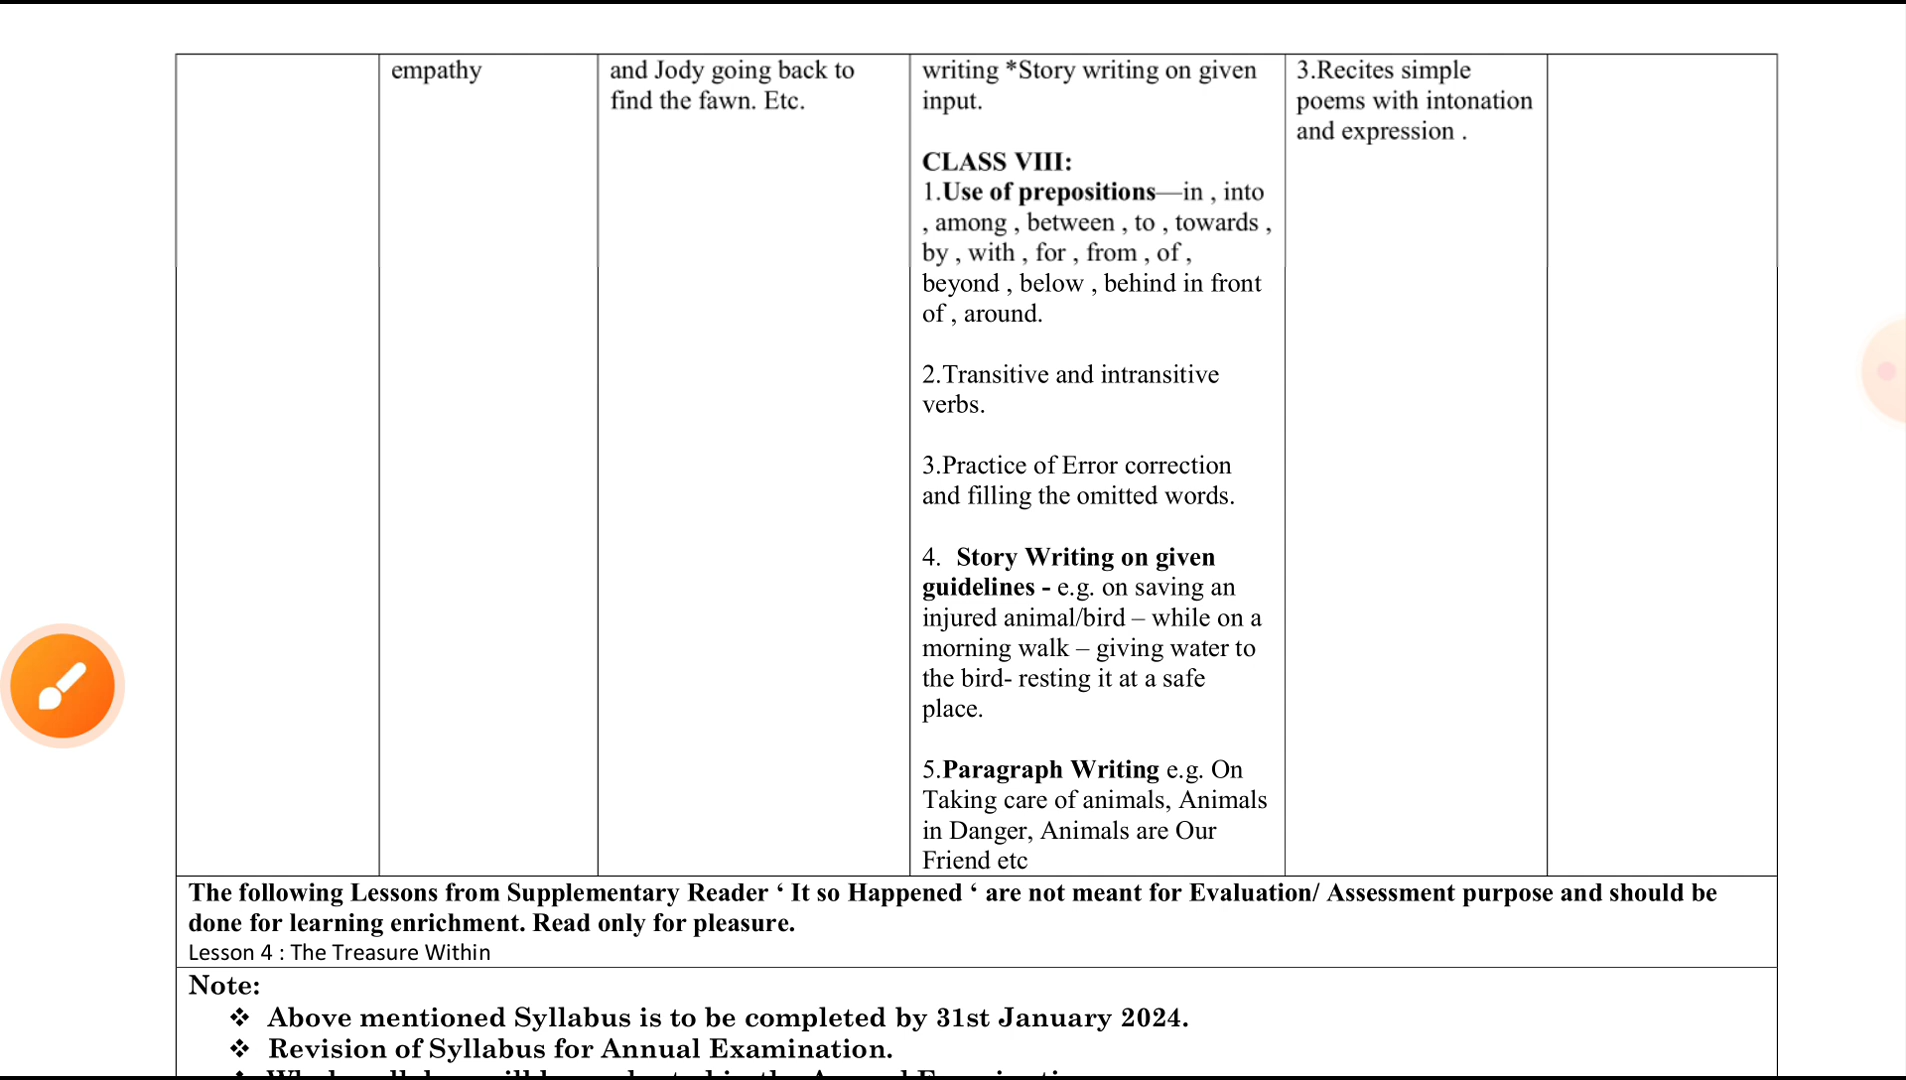 empathy
and Jody going back to
find the fawn. Etc.
writing *Story writing on given
input.
CLASS VIII:
1.Use of prepositions—in , into
, among , between , to , towards ,
by , with , for , from , of ,
beyond , below , behind in front
of , around.
2.Transitive and intransitive
verbs.
3.Practice of Error correction
and filling the omitted words.
4. Story Writing on given
guidelines - e.g. on saving an
injured animal/bird – while on a
morning walk – giving water to
the bird- resting it at a safe
place.
5.Paragraph Writing e.g. On
Taking care of animals, Animals
in Danger, Animals are Our
Friend etc
3.Recites simple
poems with intonation
and expression .
The following Lessons from Supplementary Reader ‘ It so Happened ‘ are not meant for Evaluation/ Assessment purpose and should be
done for learning enrichment. Read only for pleasure.
Lesson 4 : The Treasure Within
Note:
❖ Above mentioned Syllabus is to be completed by 31st January 2024.
❖ Revision of Syllabus for Annual Examination.